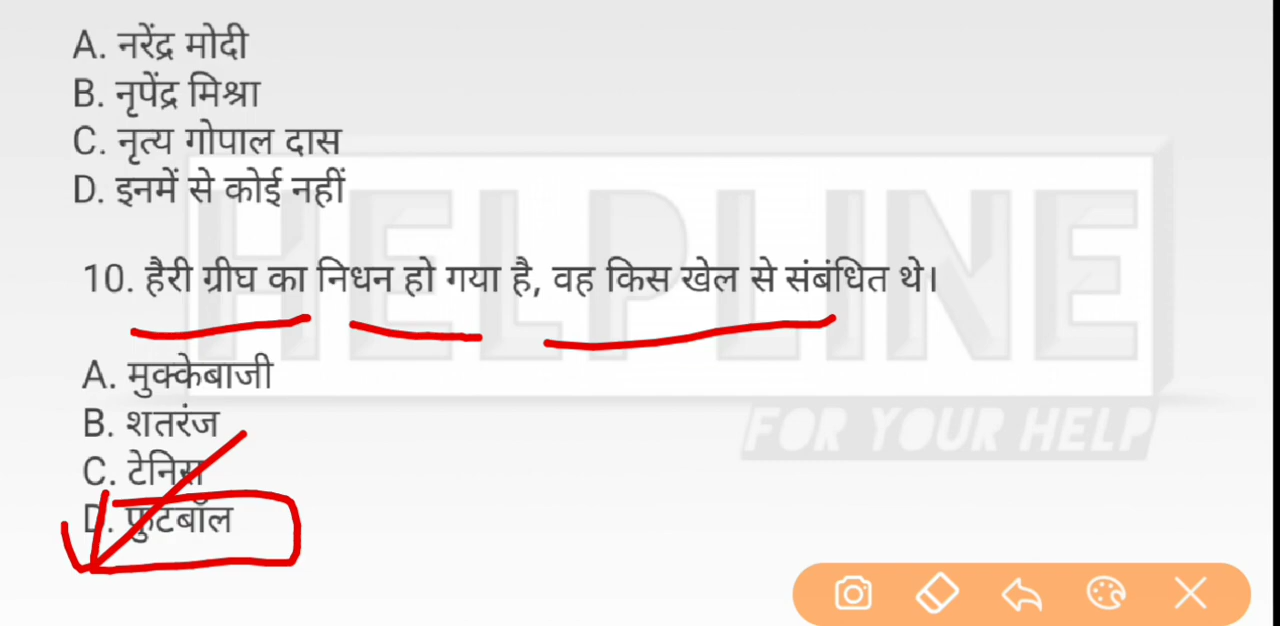 A. नरेंद्र मोदी
B. नृपेंद्र मिश्रा
C. नृत्य गोपाल दास
D. इनमें से कोई नहीं
HELPLINE
10. हैरी ग्रीघ का निधन हो गया है, वह किस खेल से संबंधित थे।
A. मुक्केबाजी
B. शतरंज
FOR YOUR HELP
C. टेनिस
D. फुटबॉल